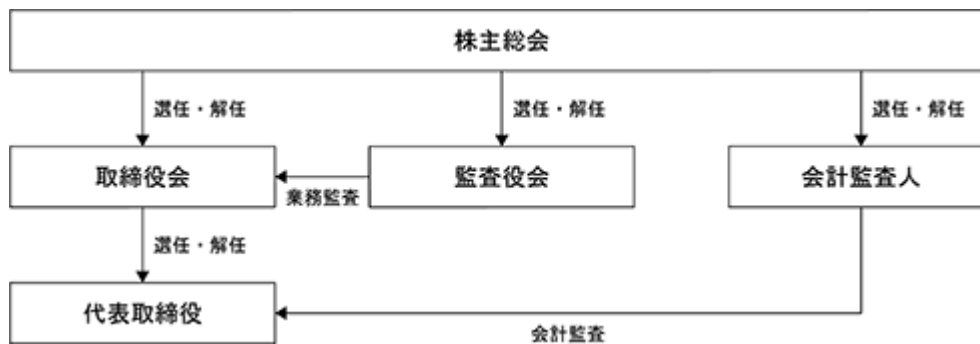 株主総会
選任・解任
選任・解任
選任・解任
取締役会
業務監査
監査役会
会計監査人
選任・解任
代表取締役
会計監査